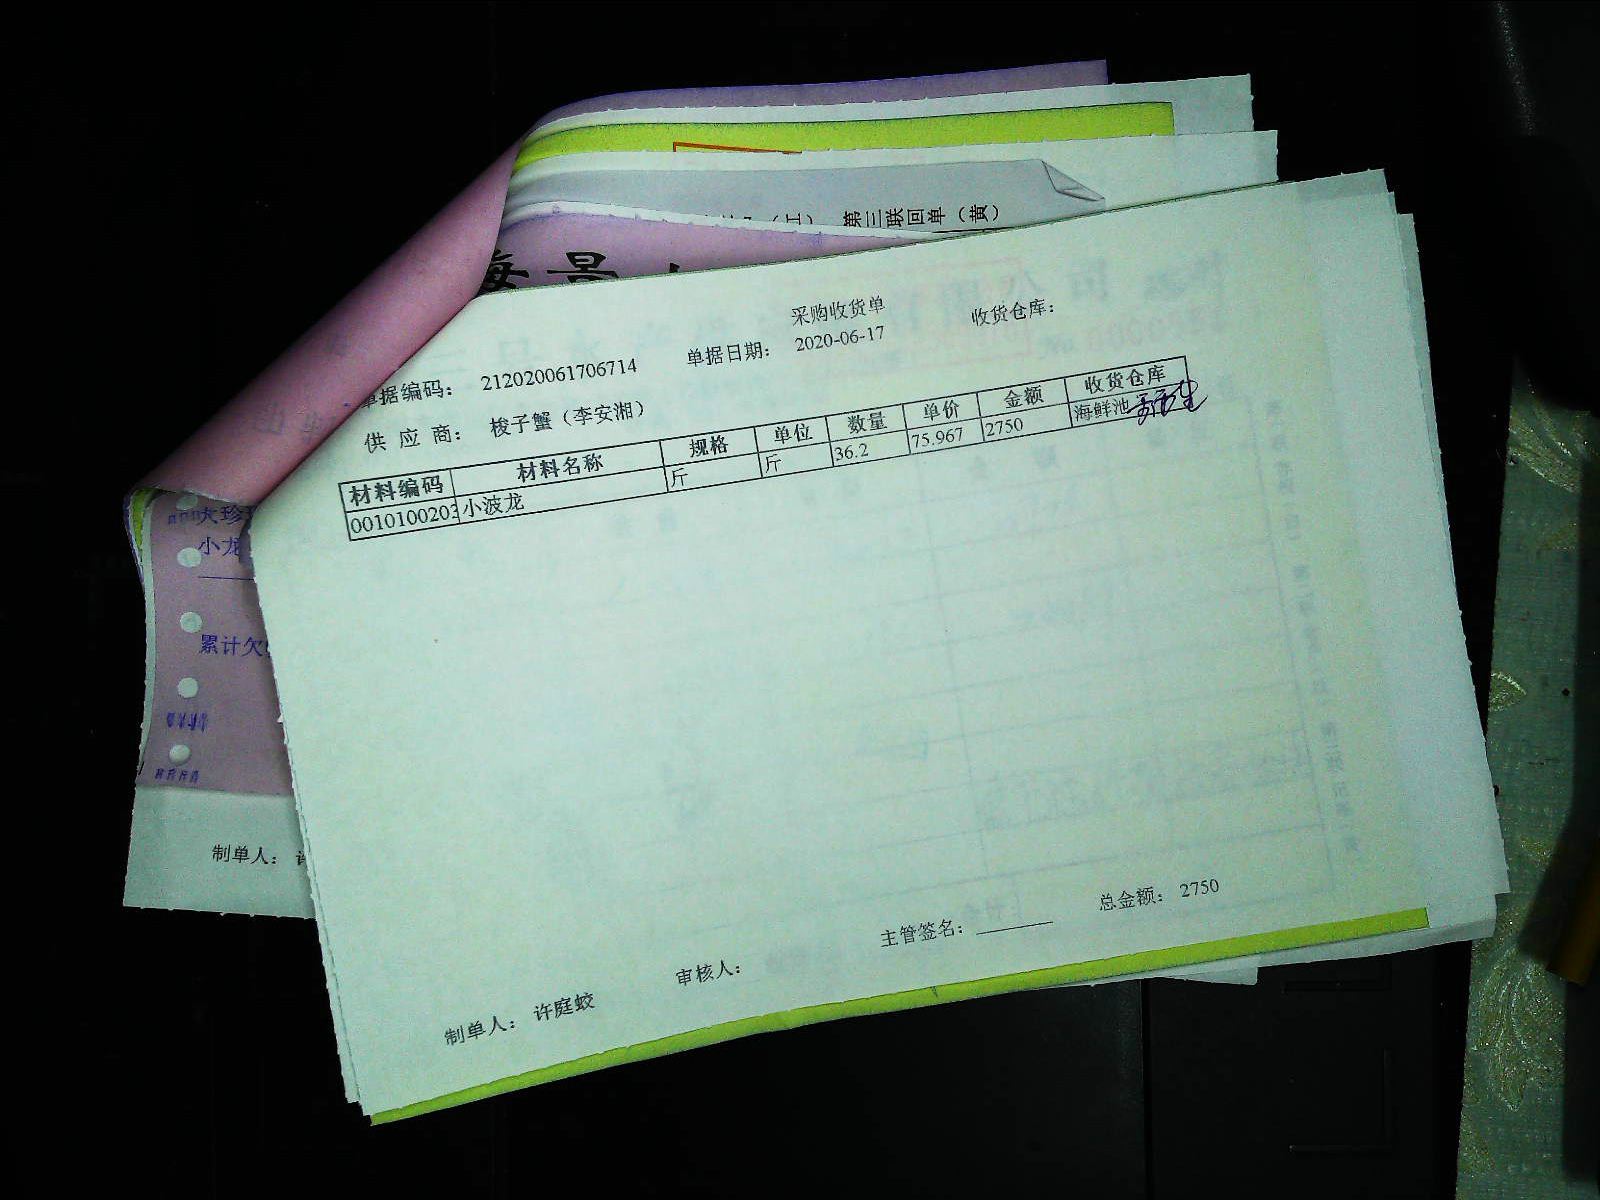 第三联回单（黄）
海景
采购收货单
单据编码： 212020061706714 单据日期： 2020-06-17 收货仓库：
供 应 商： 梭子蟹（李安湘）
材料编码 材料名称 规格 单位 数量 单价 金额 收货仓库
0010100203 小波龙 斤 斤 36.2 75.967 2750 海鲜池
小龙
累计欠
制单人：
制单人： 许庭蛟 审核人： 主管签名： 总金额： 2750